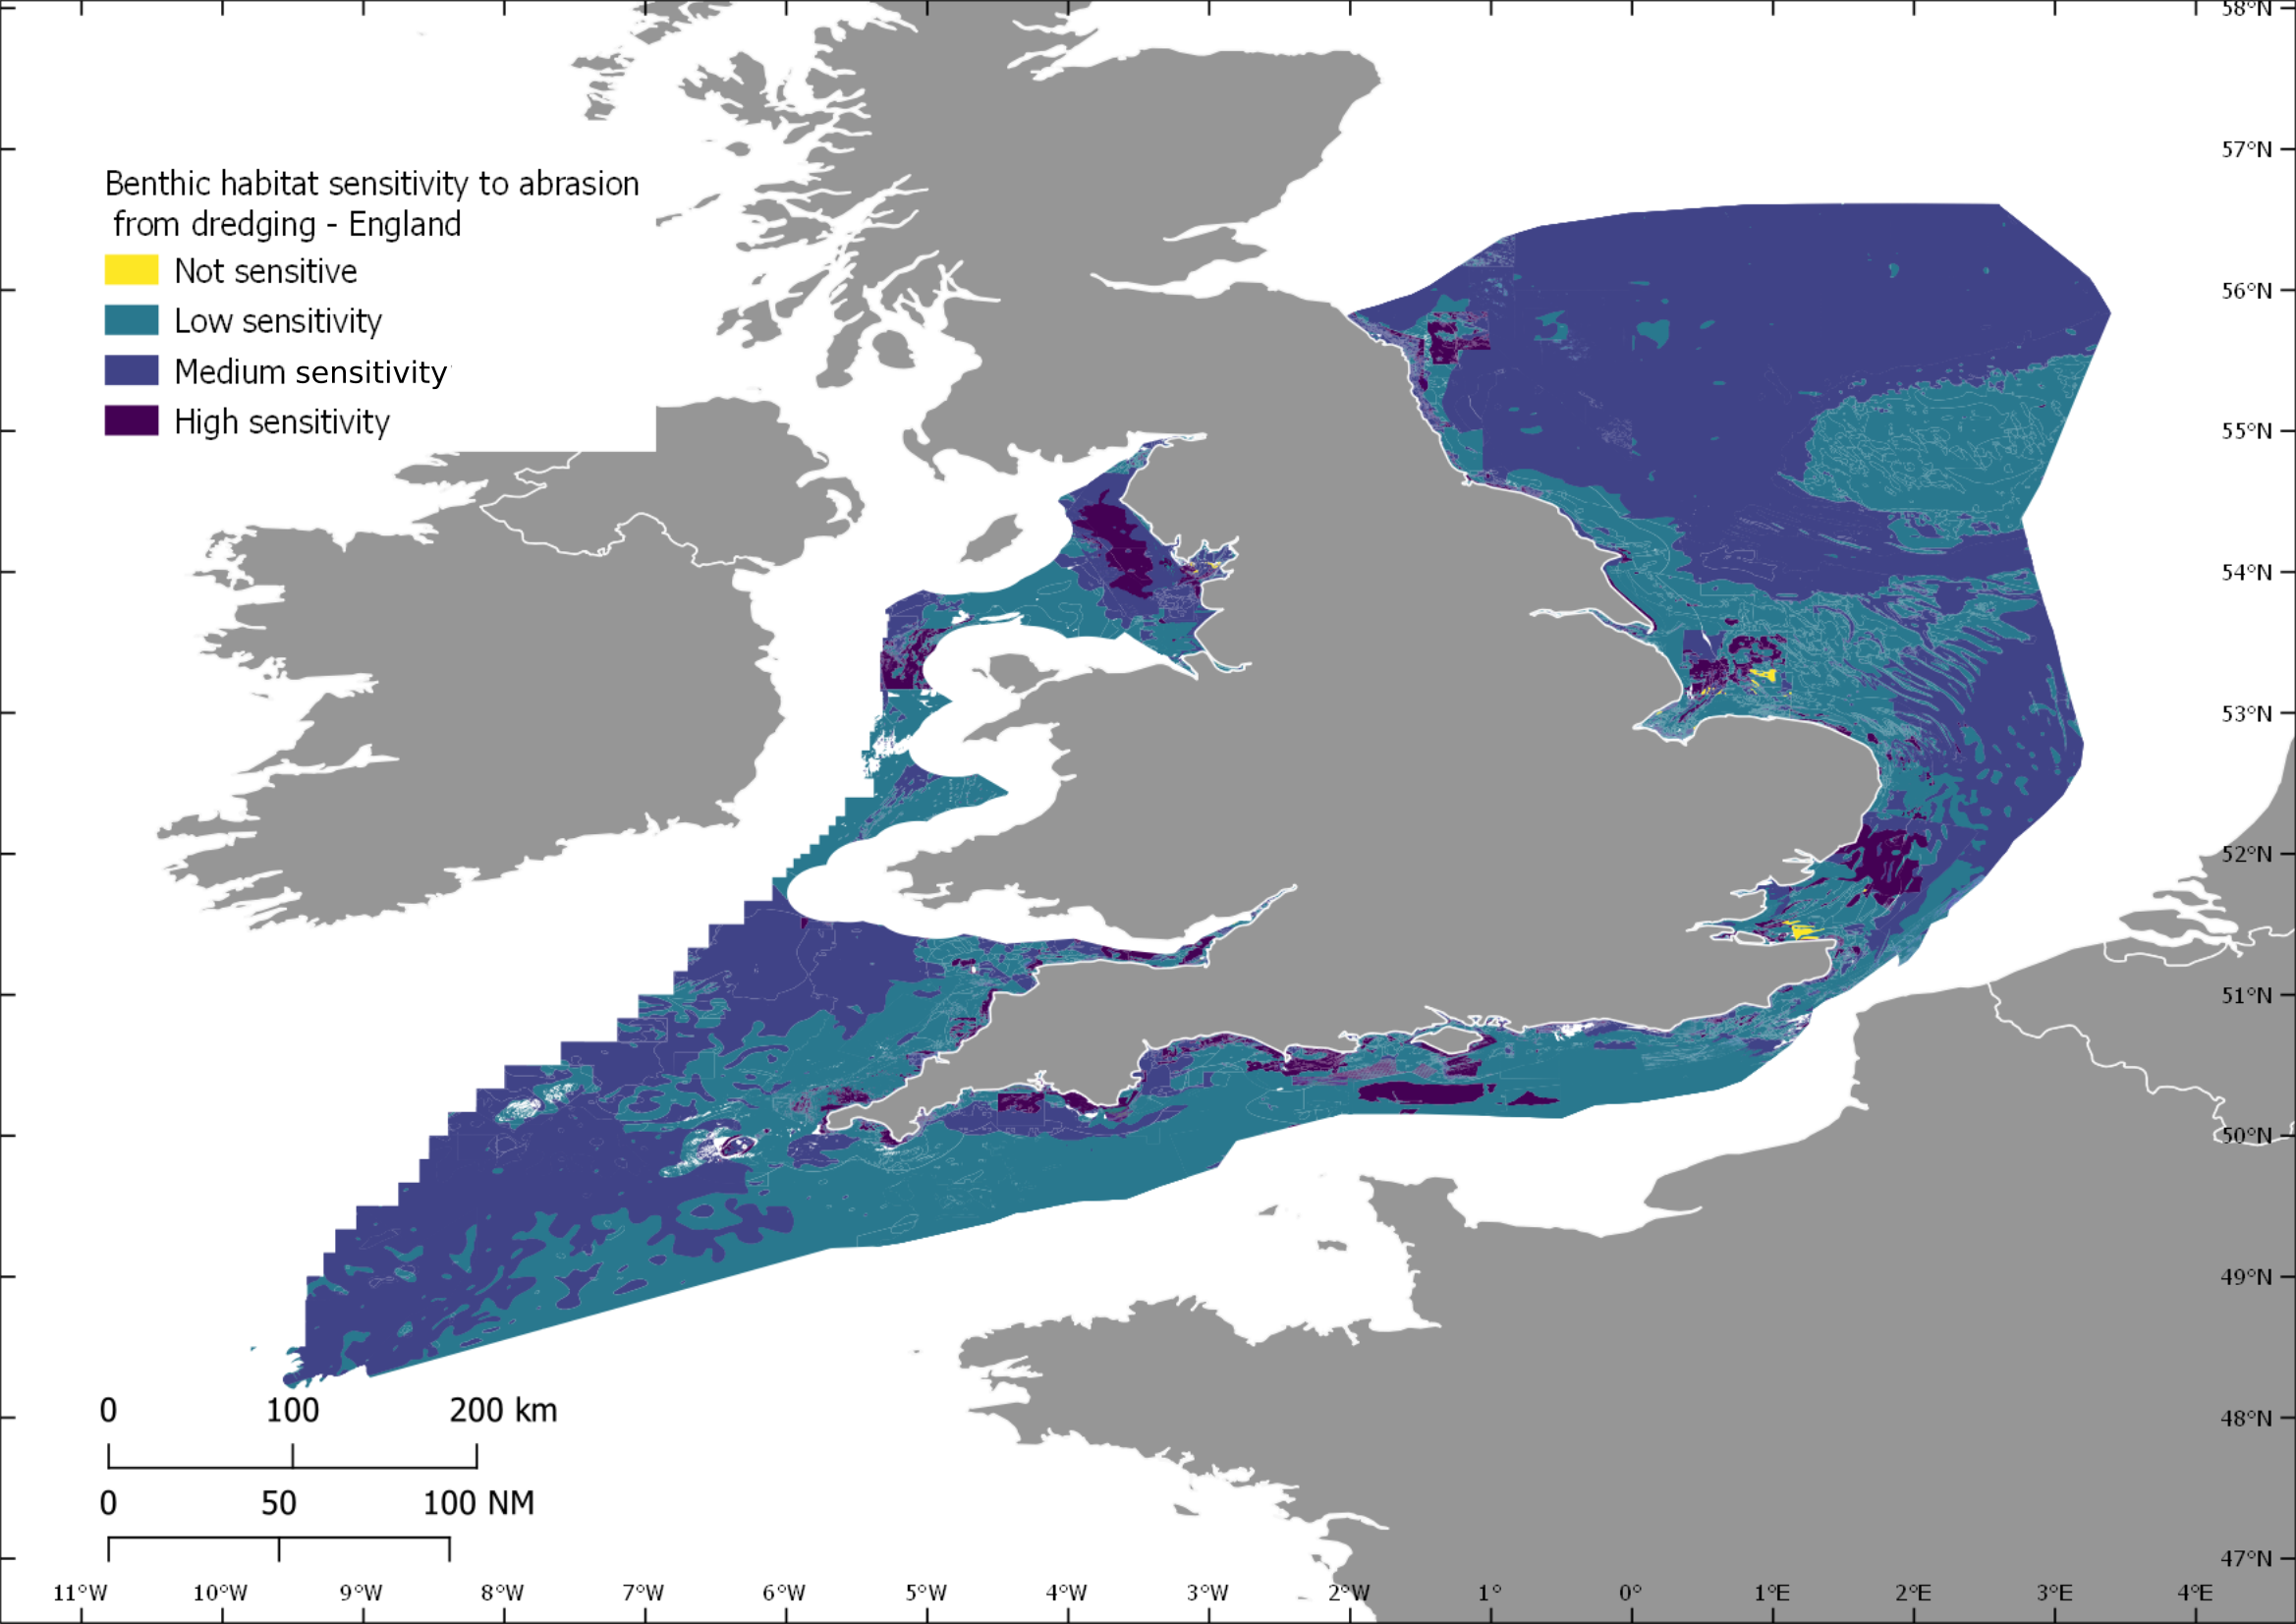 58°N
57°N
Benthic habitat sensitivity to abrasion
from dredging - England
Not sensitive
Low sensitivity
Medium sensitivity
High sensitivity
56°N
55°N
54°N
53°N
52°N
51°N
50°N
49°N
48°N
47°N
0 100 200 km
0 50 100 NM
11°W 10°W 9°W 8°W 7°W 6°W 5°W 4°W 3°W 2°W 1° 0° 1°E 2°E 3°E 4°E